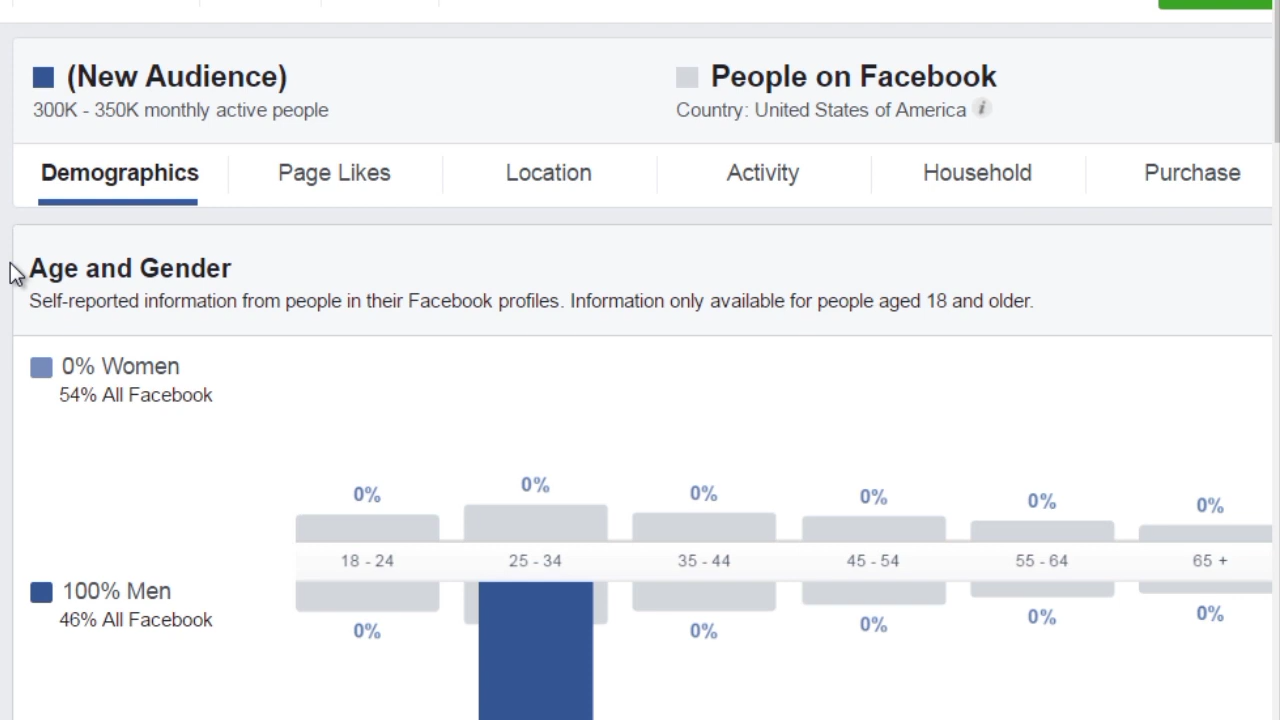 (New Audience)
300K - 350K monthly active people
People on Facebook
Country: United States of America i
Demographics Page Likes Location Activity Household Purchase
Age and Gender
Self-reported information from people in their Facebook profiles. Information only available for people aged 18 and older.
0% Women
54% All Facebook
0% 0% 0% 0% 0% 0%
18 - 24 25 - 34 35 - 44 45 - 54 55 - 64 65 +
100% Men
46% All Facebook
0% 0% 0% 0% 0%